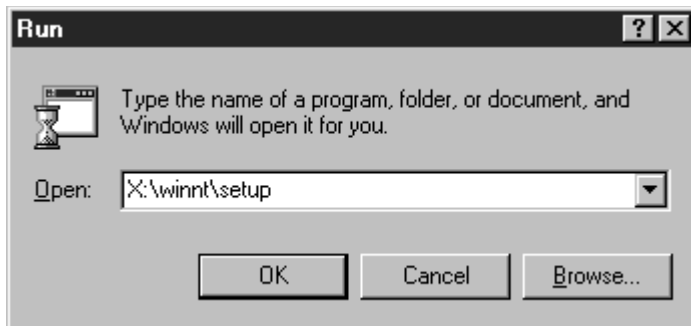 Run
Type the name of a program, folder, or document, and
Windows will open it for you.
Open: X:\winnt\setup
OK Cancel Browse...